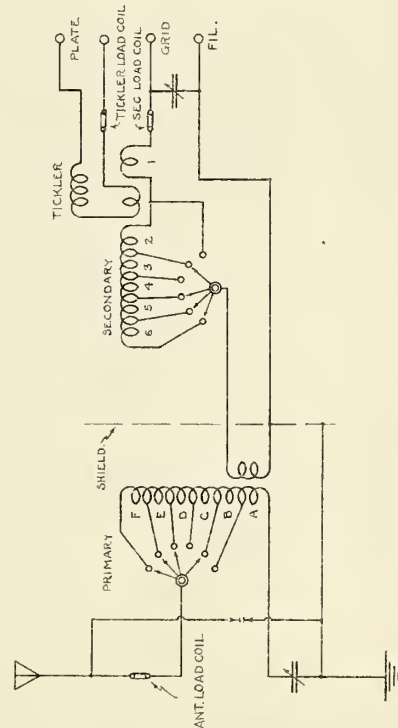 PLATE
TICKLER LOAD COIL
SEC LOAD COIL
GRID
FIL.
TICKLER
1
SECONDARY
2
3
4
5
6
SHIELD
PRIMARY
F
E
D
C
B
A
ANT. LOAD COIL